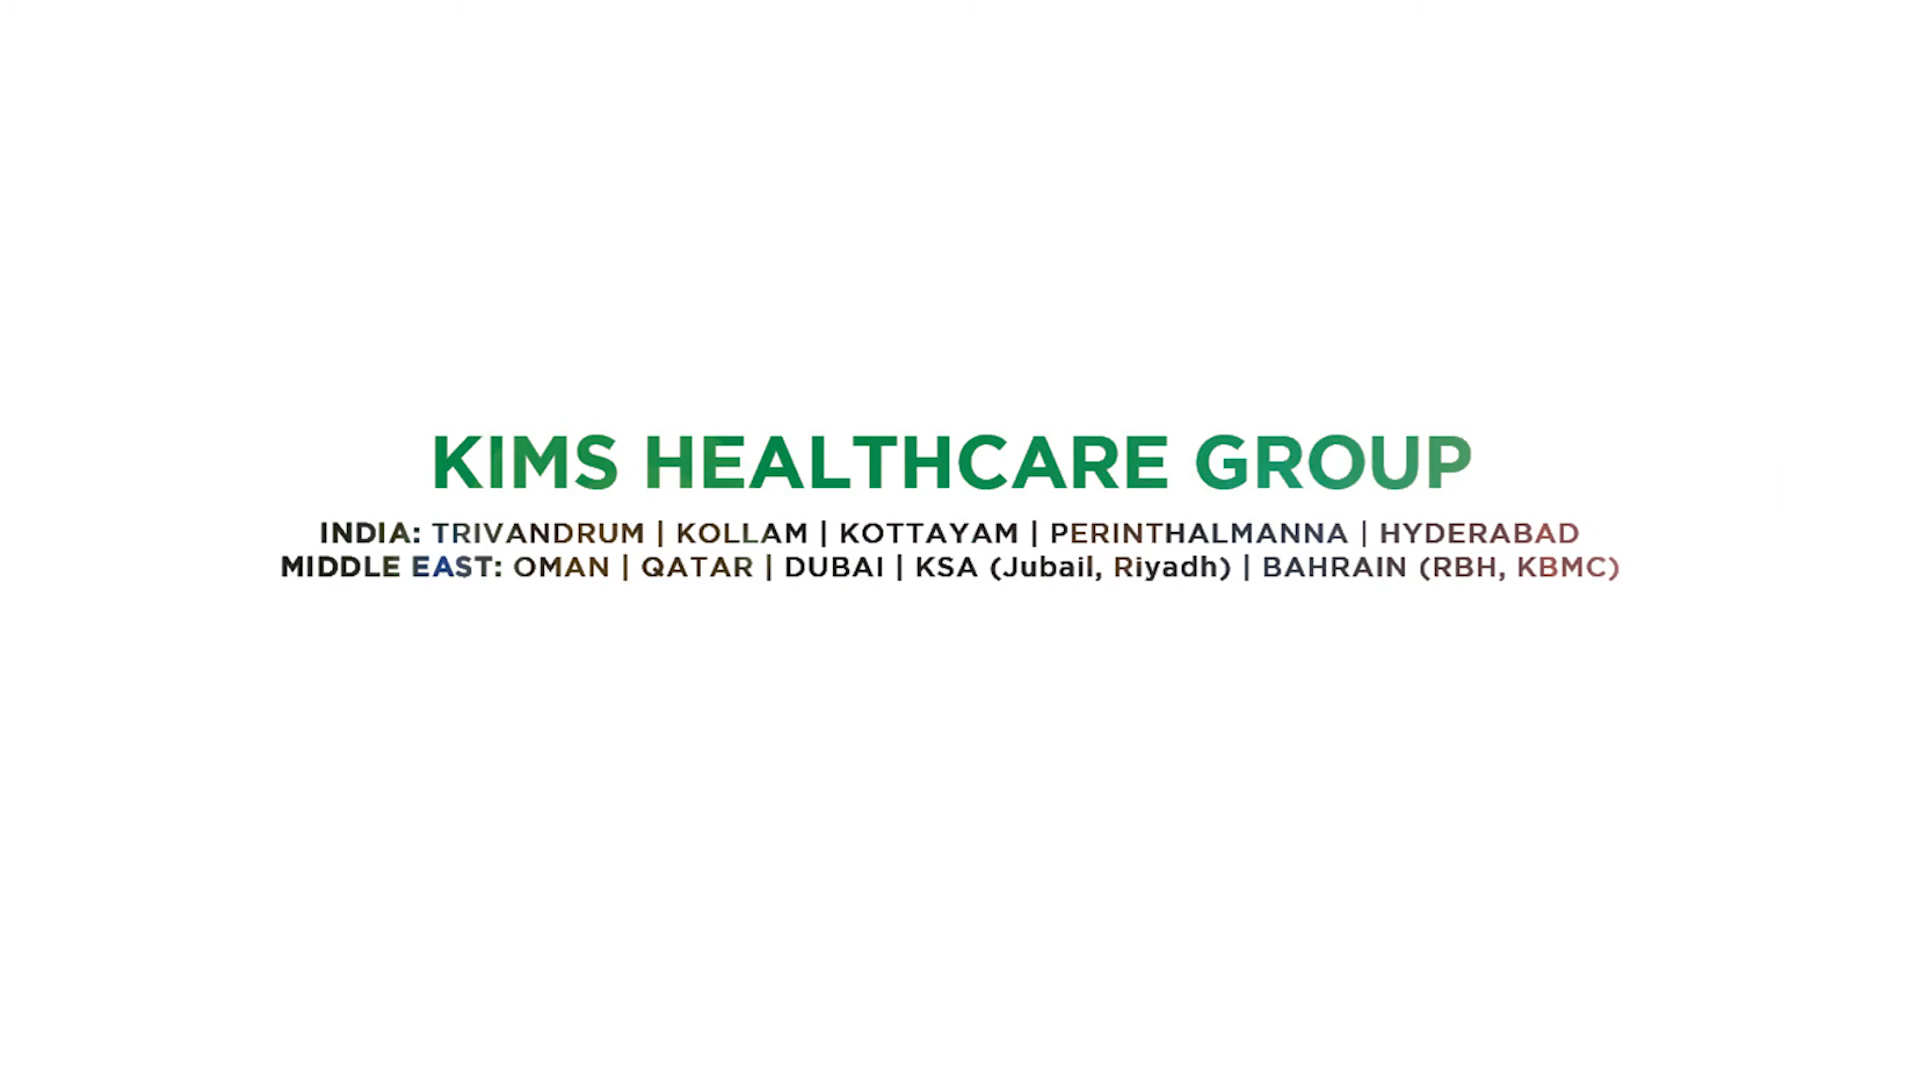 KIMS HEALTHCARE GROUP
INDIA: TRIVANDRUM | KOLLAM | KOTTAYAM | PERINTHALMANNA | HYDERABAD
MIDDLE EAST: OMAN | QATAR | DUBAI | KSA (Jubail, Riyadh) | BAHRAIN (RBH, KBMC)